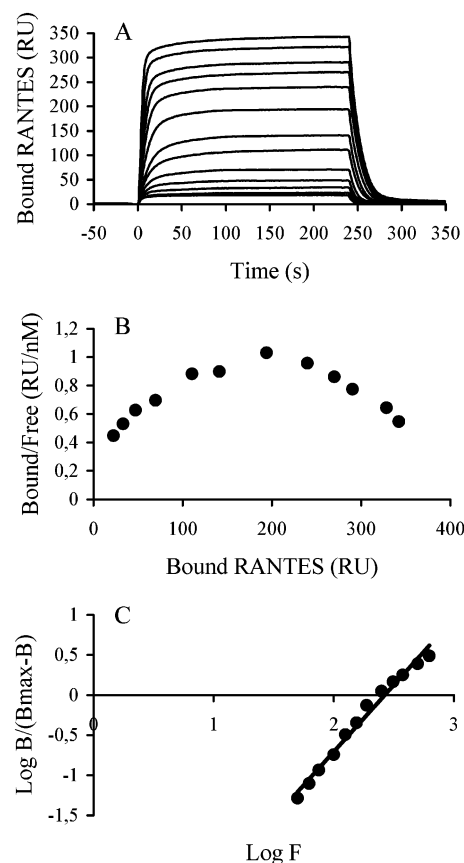 A
Bound RANTES (RU)
350
300
250
200
150
100
50
0
-50 0 50 100 150 200 250 300 350
Time (s)
B
Bound/Free (RU/nM)
1,2
1
0,8
0,6
0,4
0,2
0
0 100 200 300 400
Bound RANTES (RU)
C
Log B/(Bmax-B)
1
0,5
0
-0,5
-1
-1,5
0 1 2 3
Log F